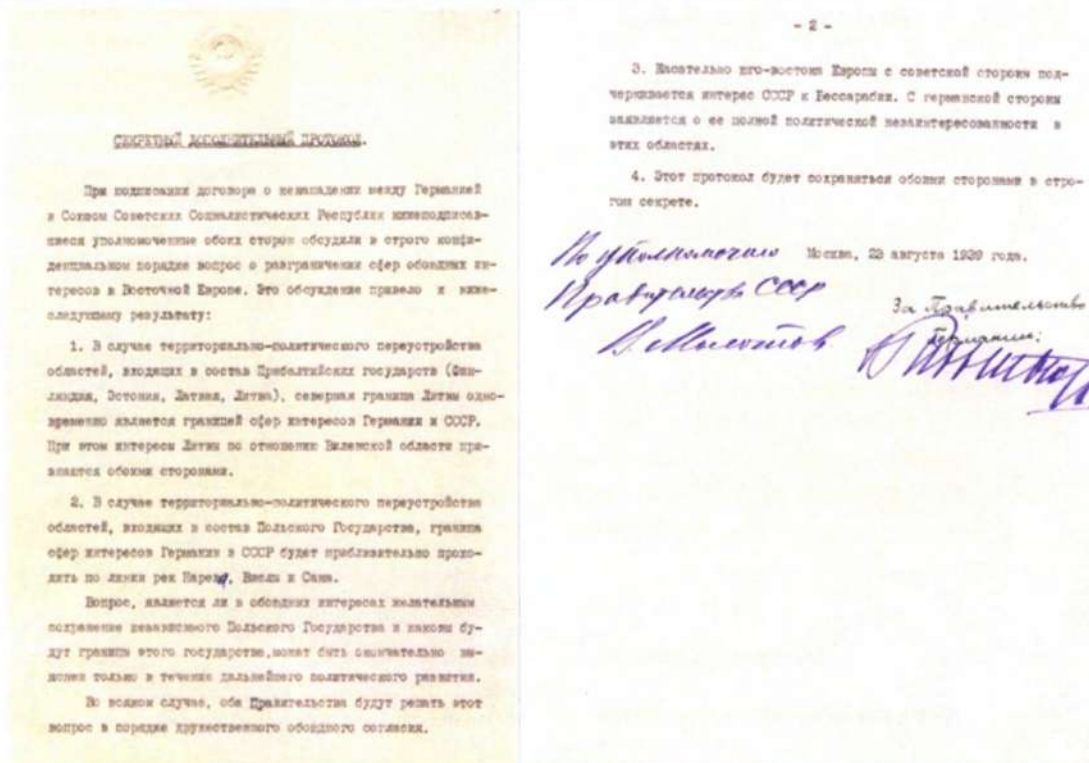 СЕКРЕТНЫЙ ДОПОЛНИТЕЛЬНЫЙ ПРОТОКОЛ.
При подписании договора о ненападении между Германией
и Союзом Советских Социалистических Республик нижеподписав-
шиеся уполномоченные обоих сторон обсудили в строго конфи-
денциальном порядке вопрос о разграничении сфер обоюдных ин-
тересов в Восточной Европе. Это обсуждение привело к ниже-
следующему результату:
1. В случае территориально-политического переустройства
областей, входящих в состав Прибалтийских государств (Фин-
ляндия, Эстония, Латвия, Литва), северная граница Литвы одно-
временно является границей сфер интересов Германии и СССР.
При этом интересы Литвы по отношению Виленской области при-
знаются обоими сторонами.
2. В случае территориально-политического переустройства
областей, входящих в состав Польского Государства, граница
сфер интересов Германии и СССР будет приблизительно прохо-
дить по линии рек Нарева, Вислы и Сана.
Вопрос, является ли в обоюдных интересах желательным
сохранение независимого Польского Государства и каковы бу-
дут границы этого государства, может быть окончательно вы-
яснен только в течение дальнейшего политического развития.
Во всяком случае, оба Правительства будут решать этот
вопрос в порядке дружественного обоюдного согласия.
- 2 -
3. Касательно юго-востока Европы с советской стороны под-
черкивается интерес СССР к Бессарабии. С германской стороны
заявляется о ее полной политической незаинтересованности в
этих областях.
4. Этот протокол будет сохраняться обоими сторонами в стро-
гом секрете.
Москва, 23 августа 1939 года.
По уполномочию
Правительства СССР
В. Молотов
За Правительство
Германии: